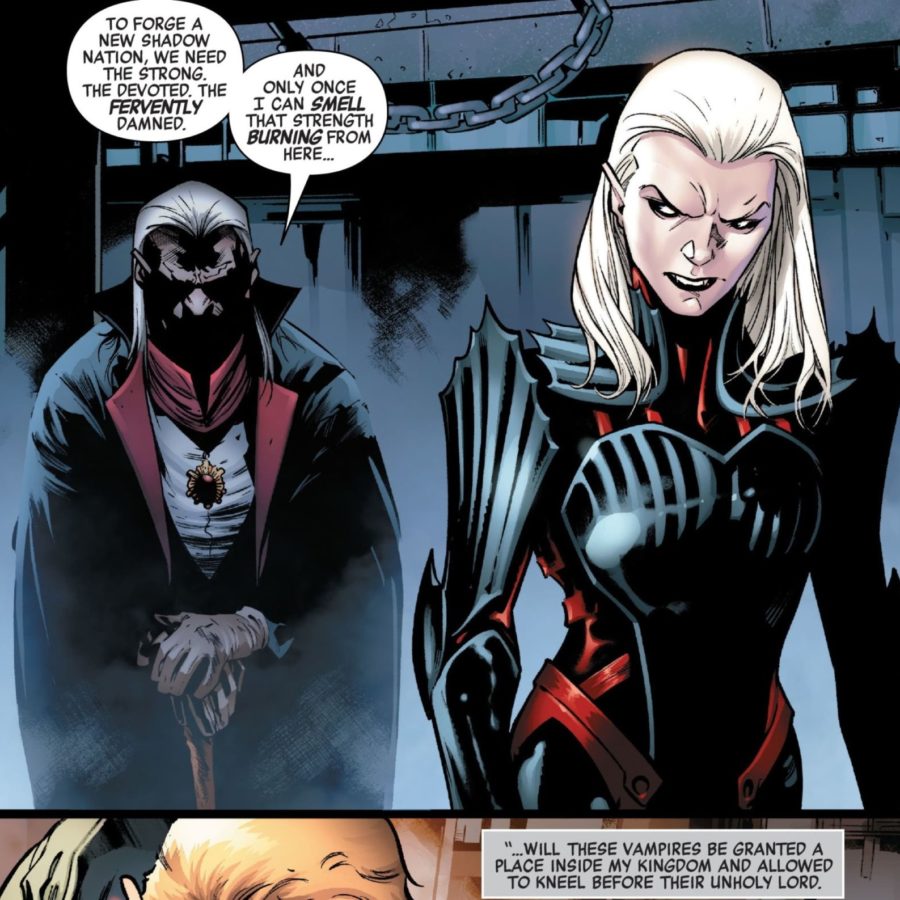 TO FORGE A
NEW SHADOW
NATION, WE NEED
THE STRONG.
THE DEVOTED. THE
FERVENTLY
DAMNED.
AND
ONLY ONCE
I CAN SMELL
THAT STRENGTH
BURNING FROM
HERE...
"...WILL THESE VAMPIRES BE GRANTED A
PLACE INSIDE MY KINGDOM AND ALLOWED
TO KNEEL BEFORE THEIR UNHOLY LORD.